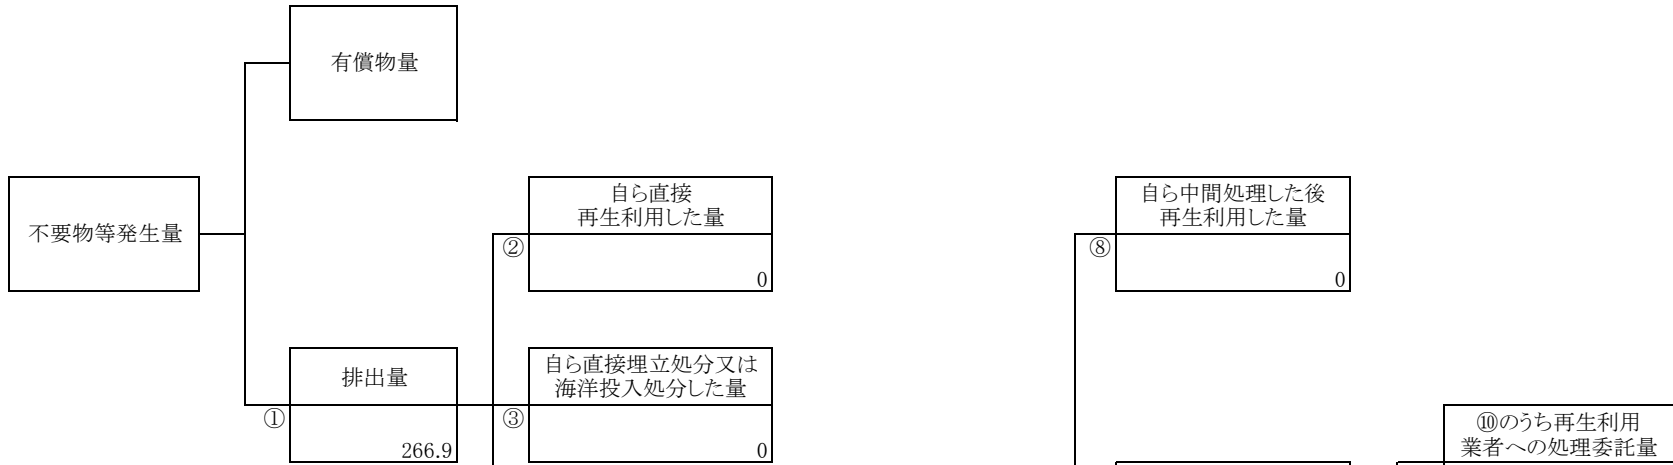 有償物量
不要物等発生量
自ら直接
再生利用した量
②
0
自ら中間処理した後
再生利用した量
⑧
0
排出量
①
266.9
自ら直接埋立処分又は
海洋投入処分した量
③
0
⑩のうち再生利用
業者への処理委託量